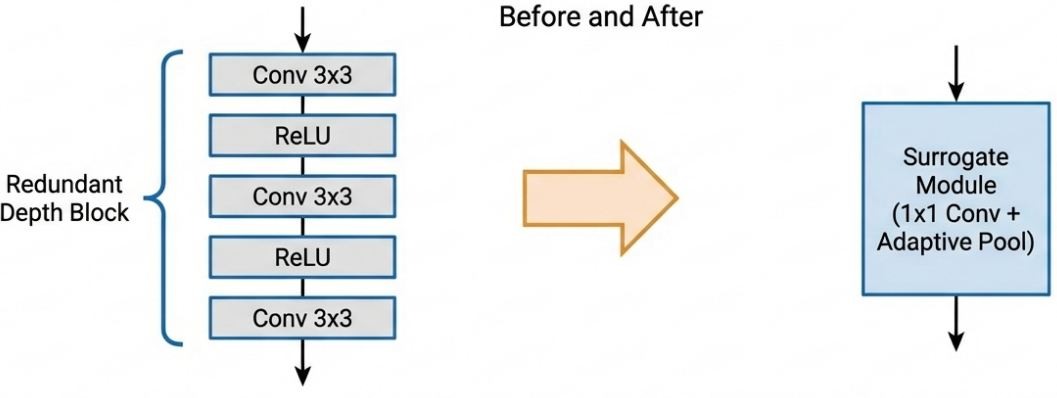 Before and After
Redundant
Depth Block
Conv 3x3
ReLU
Conv 3x3
ReLU
Conv 3x3
Surrogate
Module
(1x1 Conv +
Adaptive Pool)